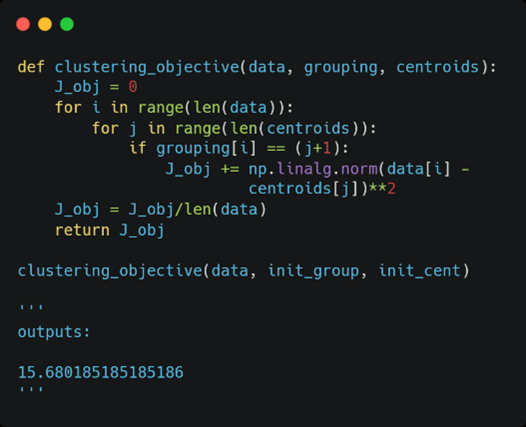 def clustering_objective(data, grouping, centroids):
    J_obj = 0
    for i in range(len(data)):
        for j in range(len(centroids)):
            if grouping[i] == (j+1):
                J_obj += np.linalg.norm(data[i] -
                         centroids[j])**2
    J_obj = J_obj/len(data)
    return J_obj

clustering_objective(data, init_group, init_cent)

'''
outputs:

15.680185185185186
'''